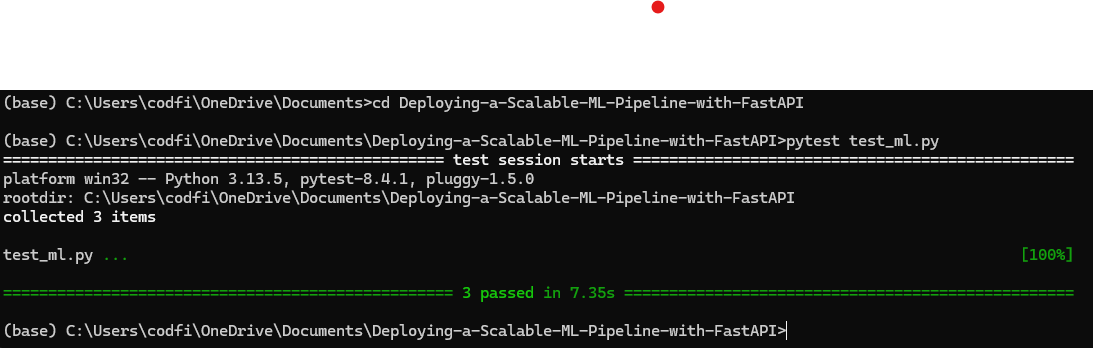 (base) C:\Users\codfi\OneDrive\Documents>cd Deploying-a-Scalable-ML-Pipeline-with-FastAPI
(base) C:\Users\codfi\OneDrive\Documents\Deploying-a-Scalable-ML-Pipeline-with-FastAPI>pytest test_ml.py
================================================= test session starts =================================================
platform win32 -- Python 3.13.5, pytest-8.4.1, pluggy-1.5.0
rootdir: C:\Users\codfi\OneDrive\Documents\Deploying-a-Scalable-ML-Pipeline-with-FastAPI
collected 3 items
test_ml.py ... [100%]
================================================== 3 passed in 7.35s ==================================================
(base) C:\Users\codfi\OneDrive\Documents\Deploying-a-Scalable-ML-Pipeline-with-FastAPI>